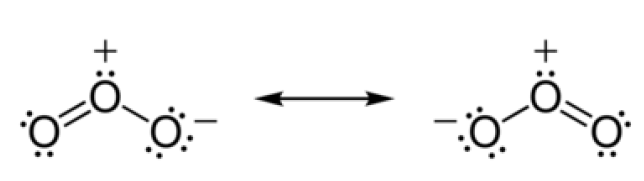 + +
O O O − − O O O